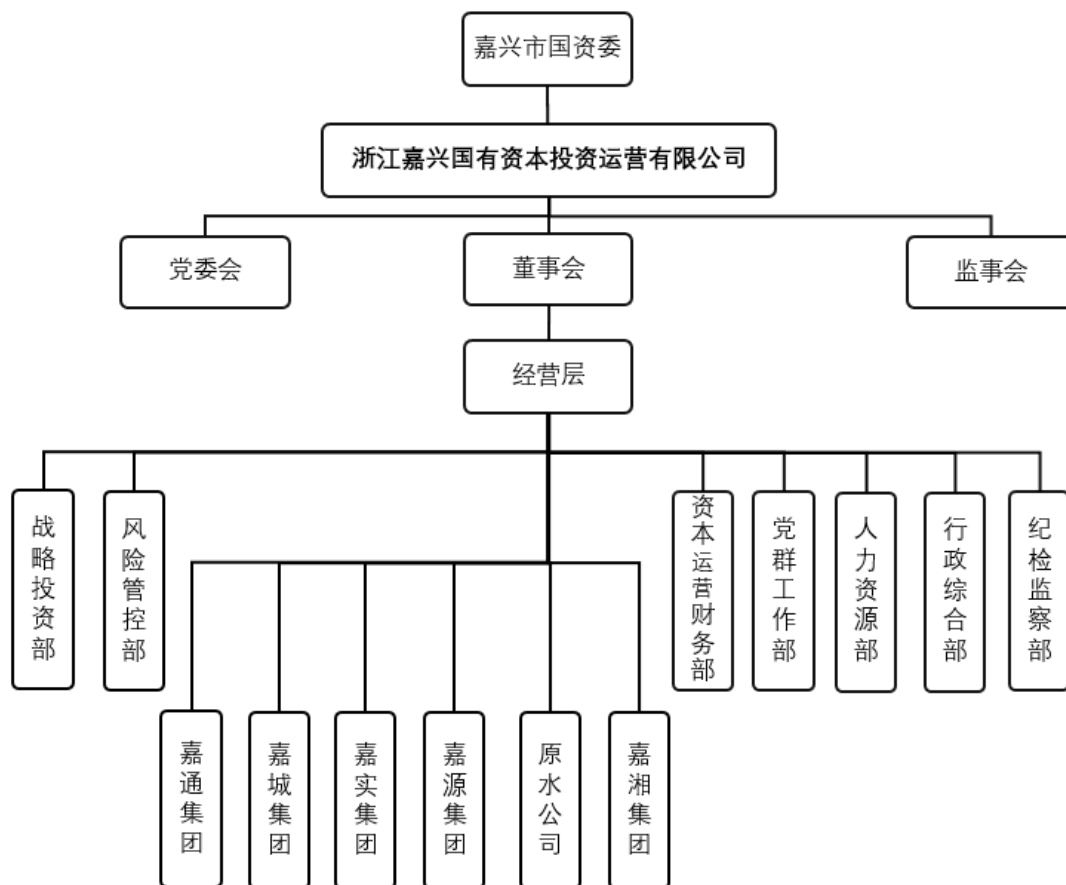 嘉兴市国资委
浙江嘉兴国有资本投资运营有限公司
党委会
董事会
监事会
经营层
战略投资部
风险管控部
资本运营财务部
党群工作部
人力资源部
行政综合部
纪检监察部
嘉通集团
嘉城集团
嘉实集团
嘉源集团
原水公司
嘉湘集团